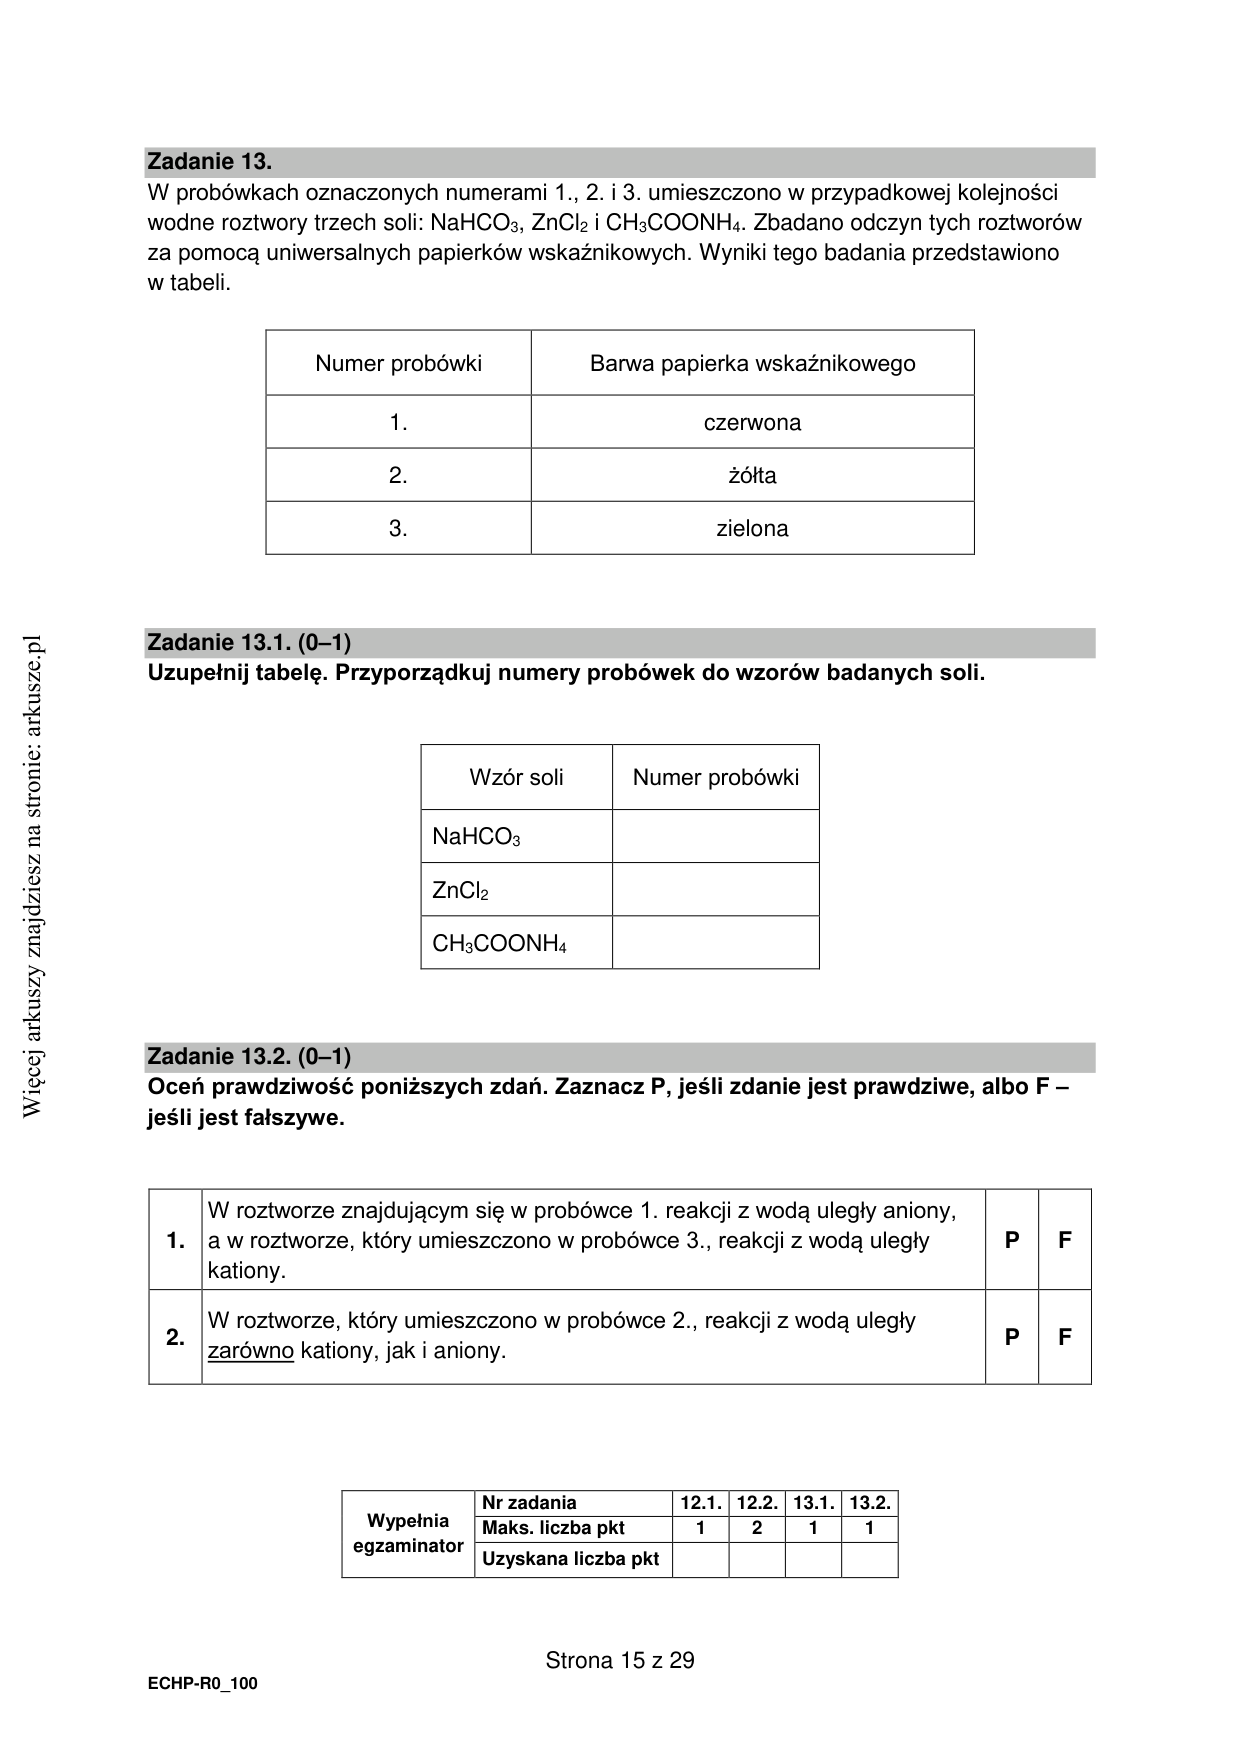 Zadanie 13.
W probówkach oznaczonych numerami 1., 2. i 3. umieszczono w przypadkowej kolejności
wodne roztwory trzech soli: NaHCO₃, ZnCl₂ i CH₃COONH₄. Zbadano odczyn tych roztworów
za pomocą uniwersalnych papierków wskaźnikowych. Wyniki tego badania przedstawiono
w tabeli.
Numer probówki Barwa papierka wskaźnikowego
1. czerwona
2. żółta
3. zielona
Zadanie 13.1. (0–1)
Uzupełnij tabelę. Przyporządkuj numery probówek do wzorów badanych soli.
Wzór soli Numer probówki
NaHCO₃
ZnCl₂
CH₃COONH₄
Zadanie 13.2. (0–1)
Oceń prawdziwość poniższych zdań. Zaznacz P, jeśli zdanie jest prawdziwe, albo F –
jeśli jest fałszywe.
W roztworze znajdującym się w probówce 1. reakcji z wodą uległy aniony,
1. a w roztworze, który umieszczono w probówce 3., reakcji z wodą uległy P F
kationy.
W roztworze, który umieszczono w probówce 2., reakcji z wodą uległy
2. zarówno kationy, jak i aniony. P F
Wypełnia egzaminator
Nr zadania 12.1. 12.2. 13.1. 13.2.
Maks. liczba pkt 1 2 1 1
Uzyskana liczba pkt
Strona 15 z 29
ECHP-R0_100
Więcej arkuszy znajdziesz na stronie: arkusze.pl